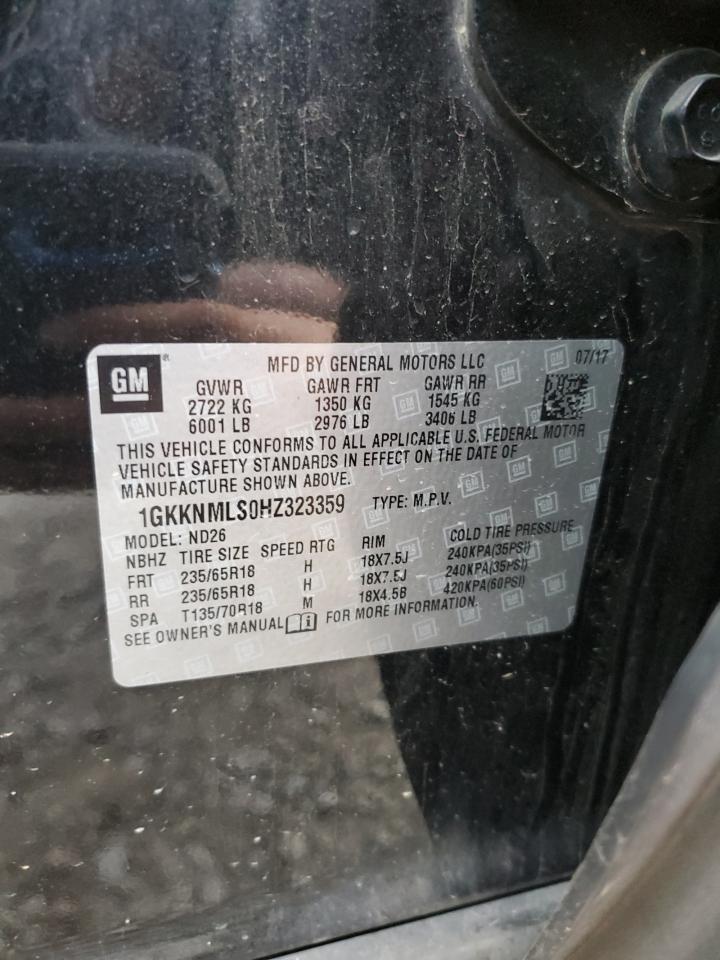 GM
MFD BY GENERAL MOTORS LLC 07/17
GVWR GAWR FRT GAWR RR
2722 KG 1350 KG 1545 KG
6001 LB 2976 LB 3406 LB
THIS VEHICLE CONFORMS TO ALL APPLICABLE U.S. FEDERAL MOTOR
VEHICLE SAFETY STANDARDS IN EFFECT ON THE DATE OF
MANUFACTURE SHOWN ABOVE.
1GKKNMLS0HZ323359 TYPE: M.P.V.
MODEL: ND26
NBHZ TIRE SIZE SPEED RTG RIM COLD TIRE PRESSURE
FRT 235/65R18 H 18X7.5J 240KPA(35PSI)
RR 235/65R18 H 18X7.5J 240KPA(35PSI)
SPA T135/70R18 M 18X4.5B 420KPA(60PSI)
SEE OWNER'S MANUAL FOR MORE INFORMATION.